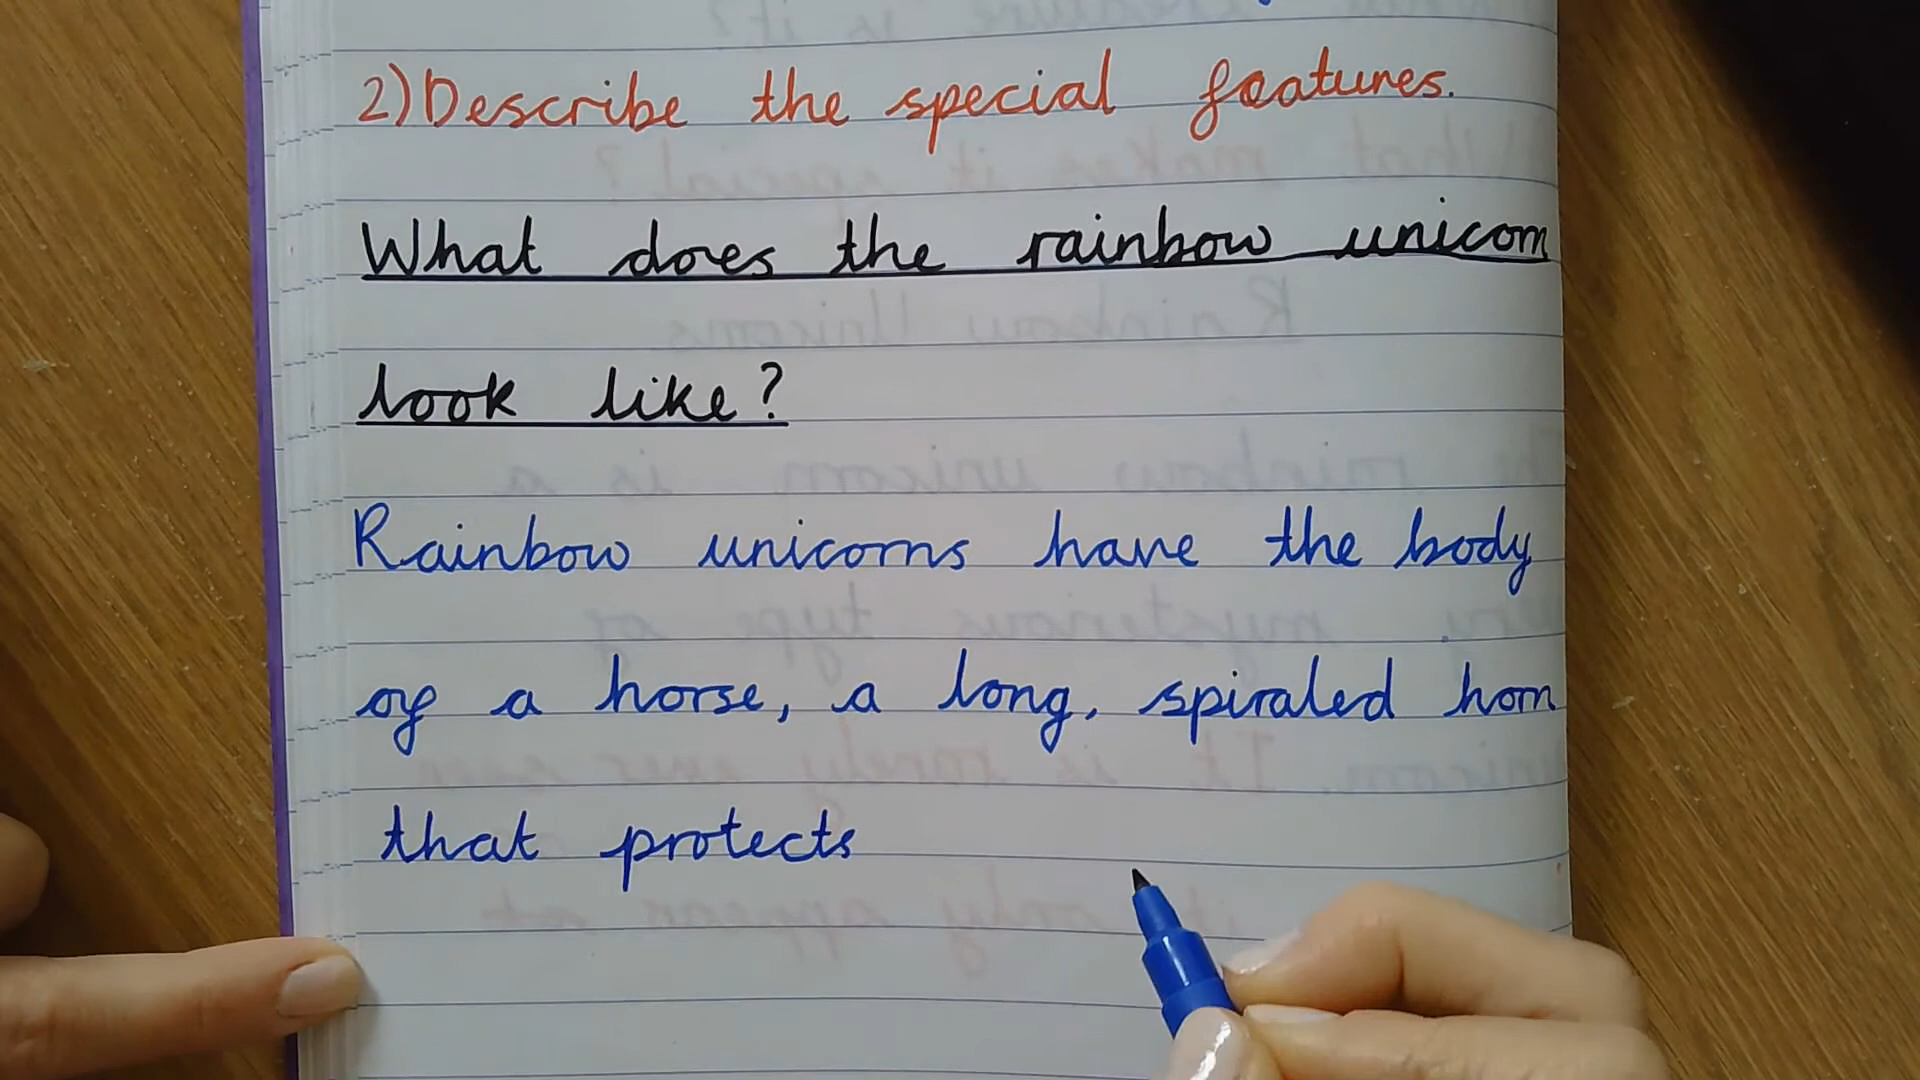 2) Describe the special features.
What does the rainbow unicorn
look like?
Rainbow unicorns have the body
of a horse, a long, spiraled horn
that protects